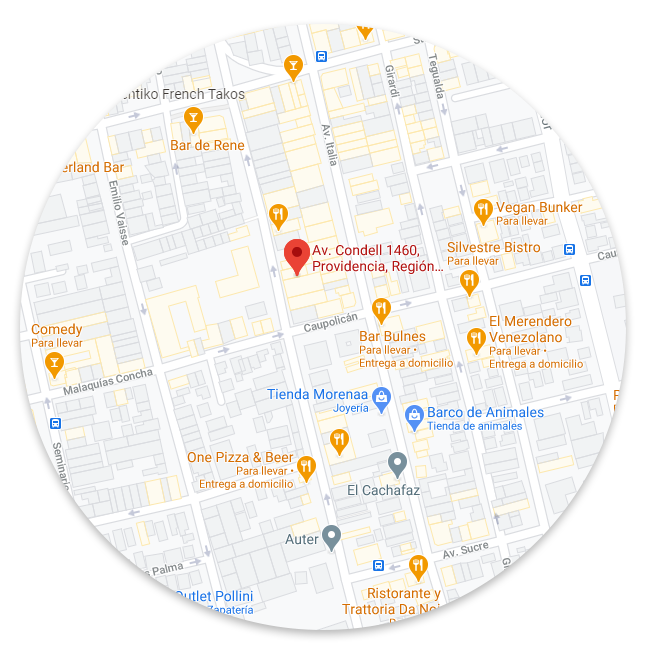 Tegualda
Girardi
ntiko French Takos
Av. Italia
Bar de Rene
erland Bar
Emilio Vaisse
Vegan Bunker
Para llevar
Av. Condell 1460,
Providencia, Región...
Silvestre Bistro
Para llevar
Cau
Caupolicán
Comedy
Para llevar
Bar Bulnes
Para llevar •
Entrega a domicilio
El Merendero
Venezolano
Para llevar •
Entrega a domicilio
Malaquías Concha
Tienda Morenaa
Joyería
Barco de Animales
Tienda de animales
Seminario
One Pizza & Beer
Para llevar •
Entrega a domicilio
El Cachafaz
Auter
Av. Sucre
s Palma
Outlet Pollini
Zapatería
Ristorante y
Trattoria Da Noi